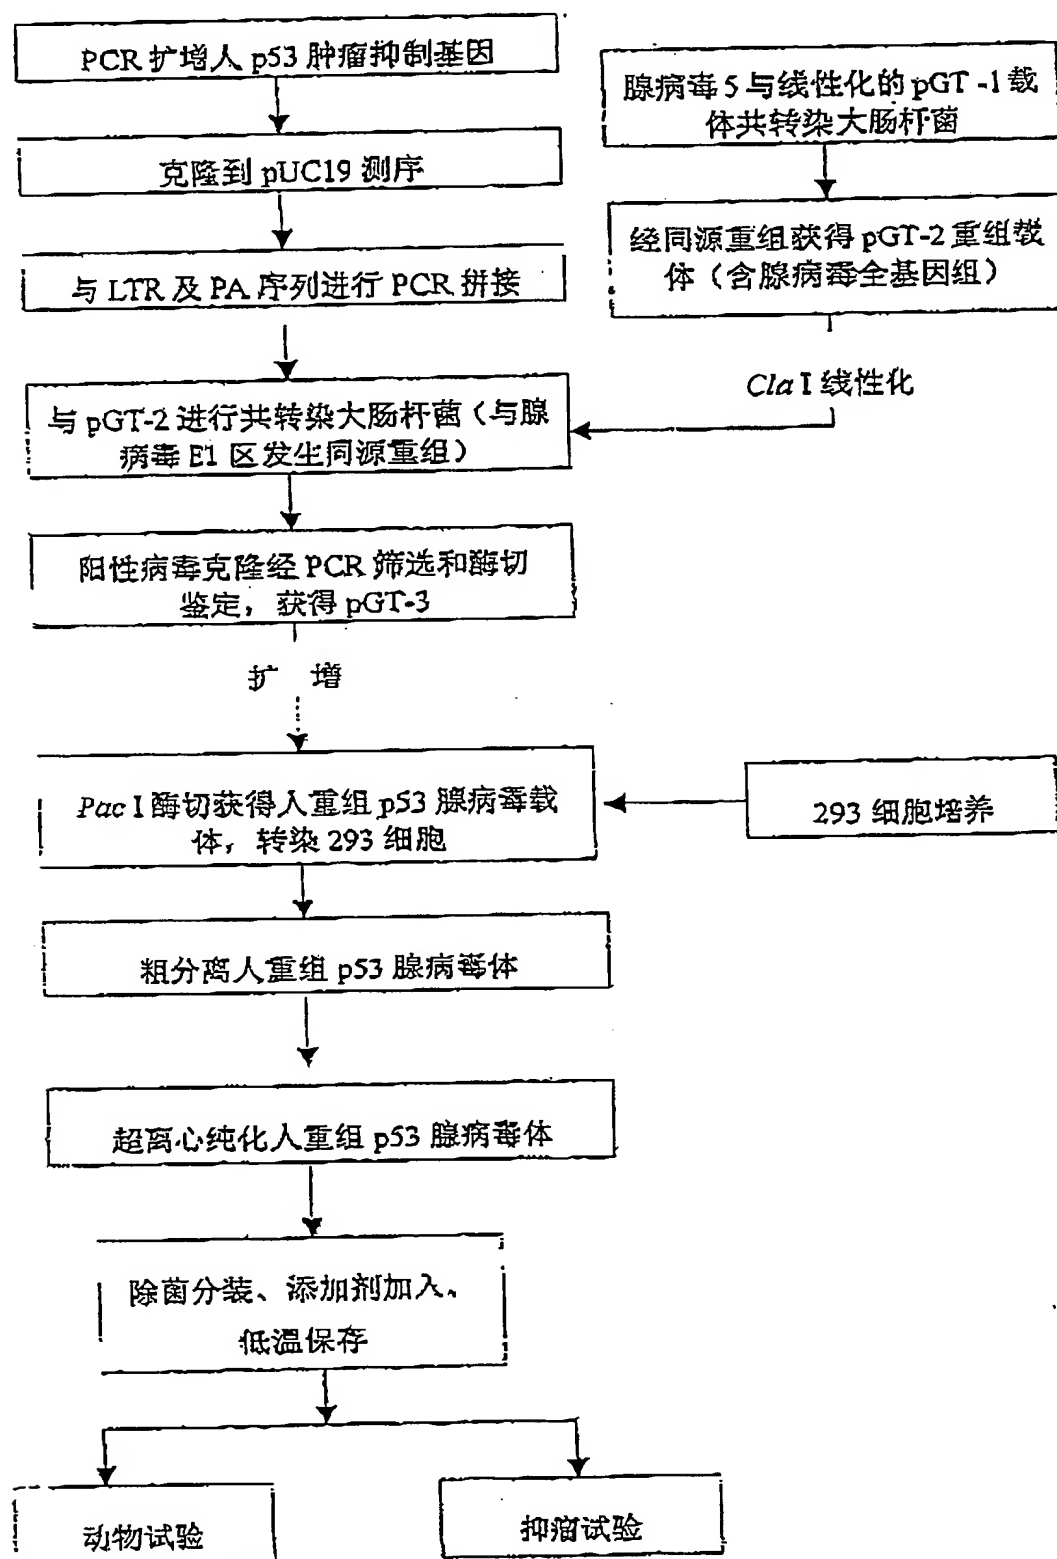 PCR 扩增人 p53 肿瘤抑制基因
腺病毒 5 与线性化的 pGT -1 载
体共转染大肠杆菌
克隆到 pUC19 测序
经同源重组获得 pGT-2 重组载
体（含腺病毒全基因组）
与 LTR 及 PA 序列进行 PCR 拼接
Cla I 线性化
与 pGT-2 进行共转染大肠杆菌（与腺
病毒 E1 区发生同源重组）
阳性病毒克隆经 PCR 筛选和酶切
鉴定，获得 pGT-3
扩 增
Pac I 酶切获得人重组 p53 腺病毒载
体，转染 293 细胞
293 细胞培养
粗分离人重组 p53 腺病毒体
超离心纯化人重组 p53 腺病毒体
除菌分装、添加剂加入、
低温保存
动物试验
抑瘤试验